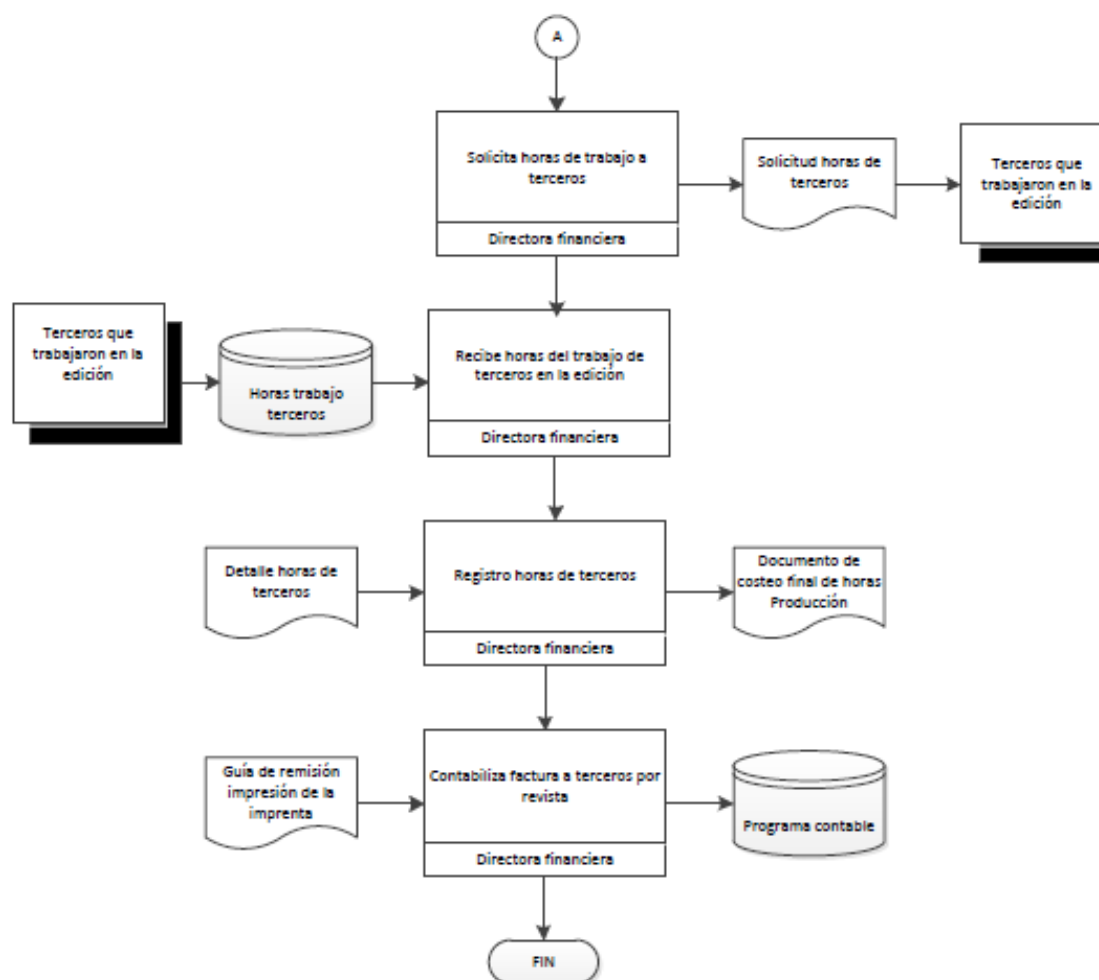 A
Solicita horas de trabajo a
terceros
Directora financiera
Solicitud horas de
terceros
Terceros que
trabajaron en la
edición
Terceros que
trabajaron en la
edición
Horas trabajo
terceros
Recibe horas del trabajo de
terceros en la edición
Directora financiera
Detalle horas de
terceros
Registro horas de terceros
Directora financiera
Documento de
costeo final de horas
Producción
Guía de remisión
impresión de la
imprenta
Contabiliza factura a terceros por
revista
Directora financiera
Programa contable
FIN